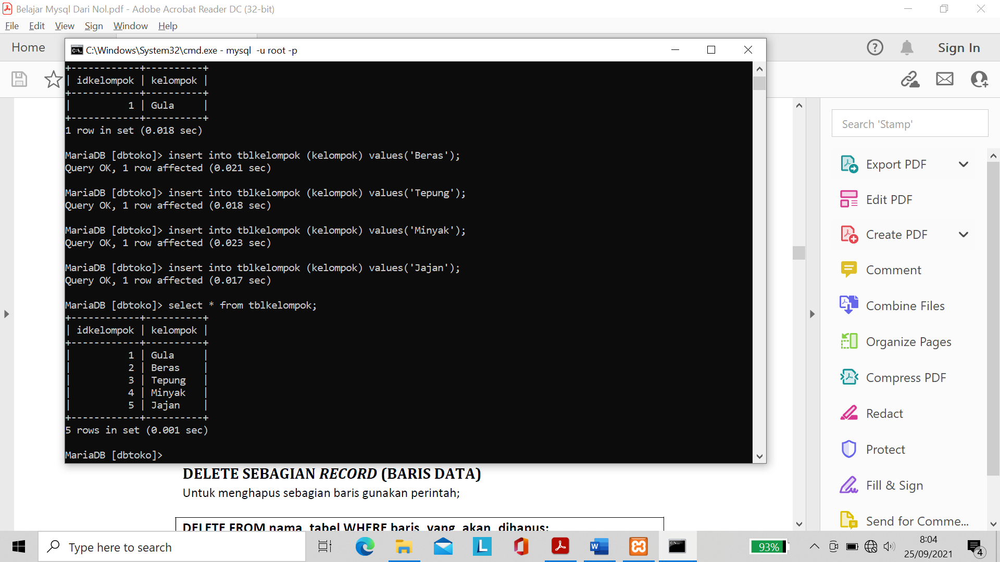 Belajar Mysql Dari Nol.pdf - Adobe Acrobat Reader DC (32-bit)
File Edit View Sign Window Help
Home
Sign In
C:\Windows\System32\cmd.exe - mysql  -u root -p
+------------+----------+
| idkelompok | kelompok |
+------------+----------+
|          1 | Gula     |
+------------+----------+
1 row in set (0.018 sec)
MariaDB [dbtoko]> insert into tblkelompok (kelompok) values('Beras');
Query OK, 1 row affected (0.021 sec)
MariaDB [dbtoko]> insert into tblkelompok (kelompok) values('Tepung');
Query OK, 1 row affected (0.018 sec)
MariaDB [dbtoko]> insert into tblkelompok (kelompok) values('Minyak');
Query OK, 1 row affected (0.023 sec)
MariaDB [dbtoko]> insert into tblkelompok (kelompok) values('Jajan');
Query OK, 1 row affected (0.017 sec)
MariaDB [dbtoko]> select * from tblkelompok;
+------------+----------+
| idkelompok | kelompok |
+------------+----------+
|          1 | Gula     |
|          2 | Beras    |
|          3 | Tepung   |
|          4 | Minyak   |
|          5 | Jajan    |
+------------+----------+
5 rows in set (0.001 sec)
MariaDB [dbtoko]>
DELETE SEBAGIAN RECORD (BARIS DATA)
Untuk menghapus sebagian baris gunakan perintah;
DELETE FROM nama_tabel WHERE baris_yang_akan_dihapus;
Search 'Stamp'
Export PDF
Edit PDF
Create PDF
Comment
Combine Files
Organize Pages
Compress PDF
Redact
Protect
Fill & Sign
Send for Comme...
Type here to search
93%
8:04
25/09/2021
4